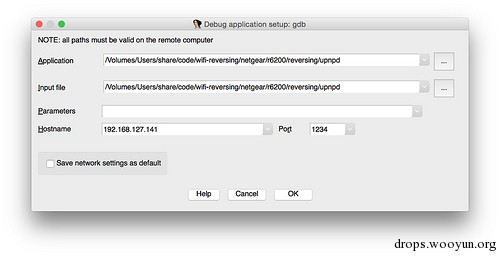 Debug application setup: gdb
NOTE: all paths must be valid on the remote computer
Application /Volumes/Users/share/code/wifi-reversing/netgear/r6200/reversing/upnpd ...
Input file /Volumes/Users/share/code/wifi-reversing/netgear/r6200/reversing/upnpd ...
Parameters
Hostname 192.168.127.141 Port 1234
Save network settings as default
Help Cancel OK
drops.wooyun.org